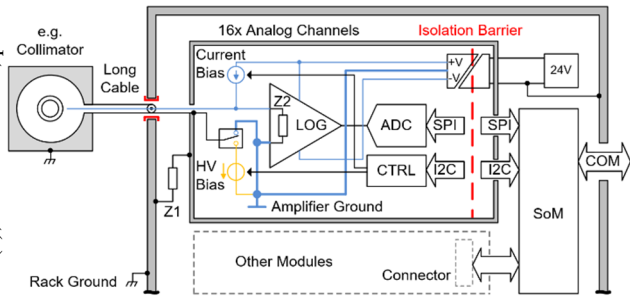 e.g.
Collimator
Long
Cable
16x Analog Channels
Isolation Barrier
Current
Bias
+V
-V
24V
Z2
LOG
ADC
SPI
SPI
HV
Bias
CTRL
I2C
I2C
COM
SoM
Z1
Amplifier Ground
Other Modules
Connector
Rack Ground